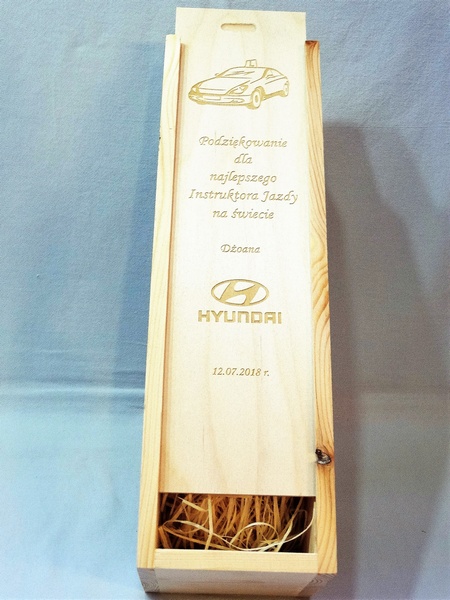 L
Podziękowanie
dla
najlepszego
Instruktora Jazdy
na świecie
Dżoana
HYUNDAI
12.07.2018 r.